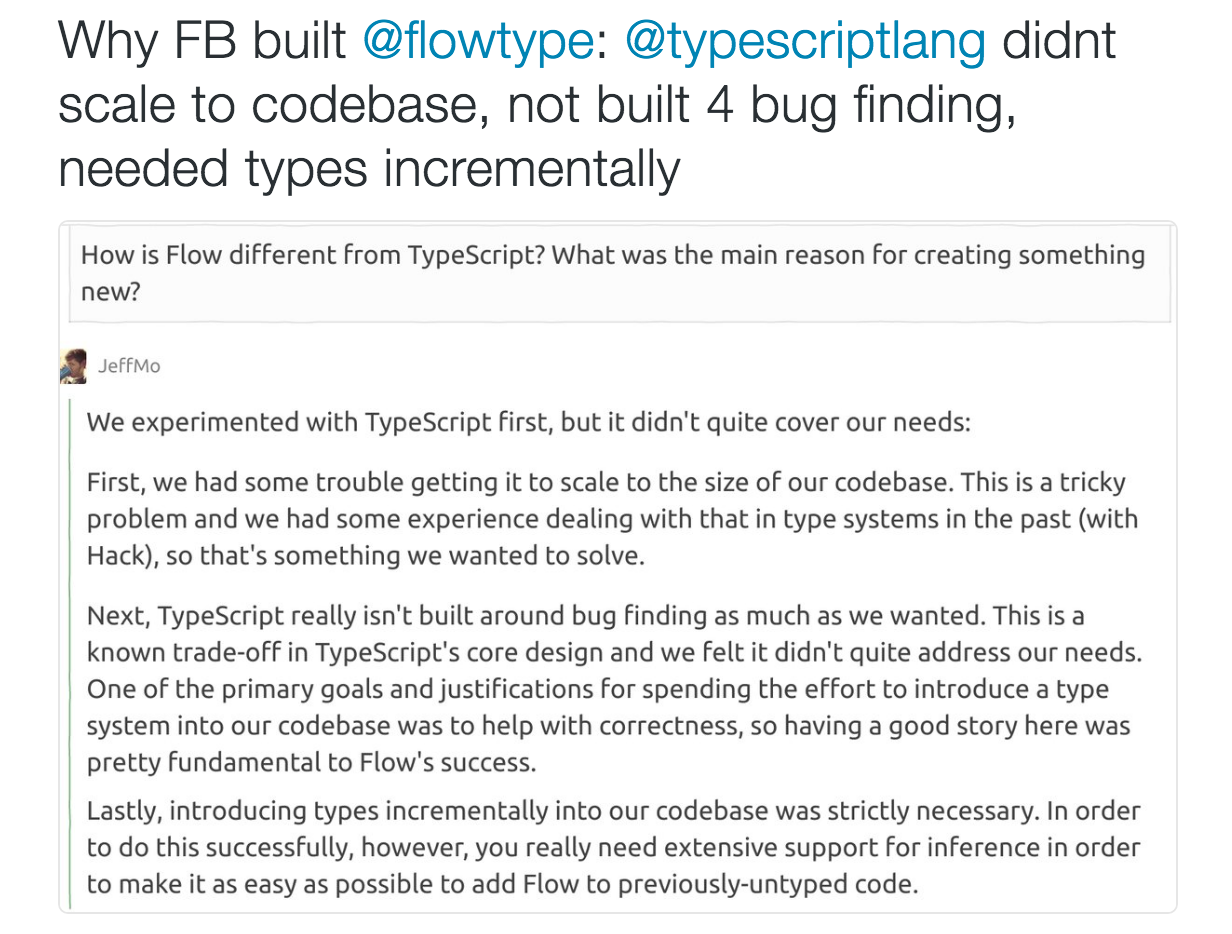 Why FB built @flowtype: @typescriptlang didnt
scale to codebase, not built 4 bug finding,
needed types incrementally
How is Flow different from TypeScript? What was the main reason for creating something
new?
JeffMo
We experimented with TypeScript first, but it didn't quite cover our needs:
First, we had some trouble getting it to scale to the size of our codebase. This is a tricky
problem and we had some experience dealing with that in type systems in the past (with
Hack), so that's something we wanted to solve.
Next, TypeScript really isn't built around bug finding as much as we wanted. This is a
known trade-off in TypeScript's core design and we felt it didn't quite address our needs.
One of the primary goals and justifications for spending the effort to introduce a type
system into our codebase was to help with correctness, so having a good story here was
pretty fundamental to Flow's success.
Lastly, introducing types incrementally into our codebase was strictly necessary. In order
to do this successfully, however, you really need extensive support for inference in order
to make it as easy as possible to add Flow to previously-untyped code.